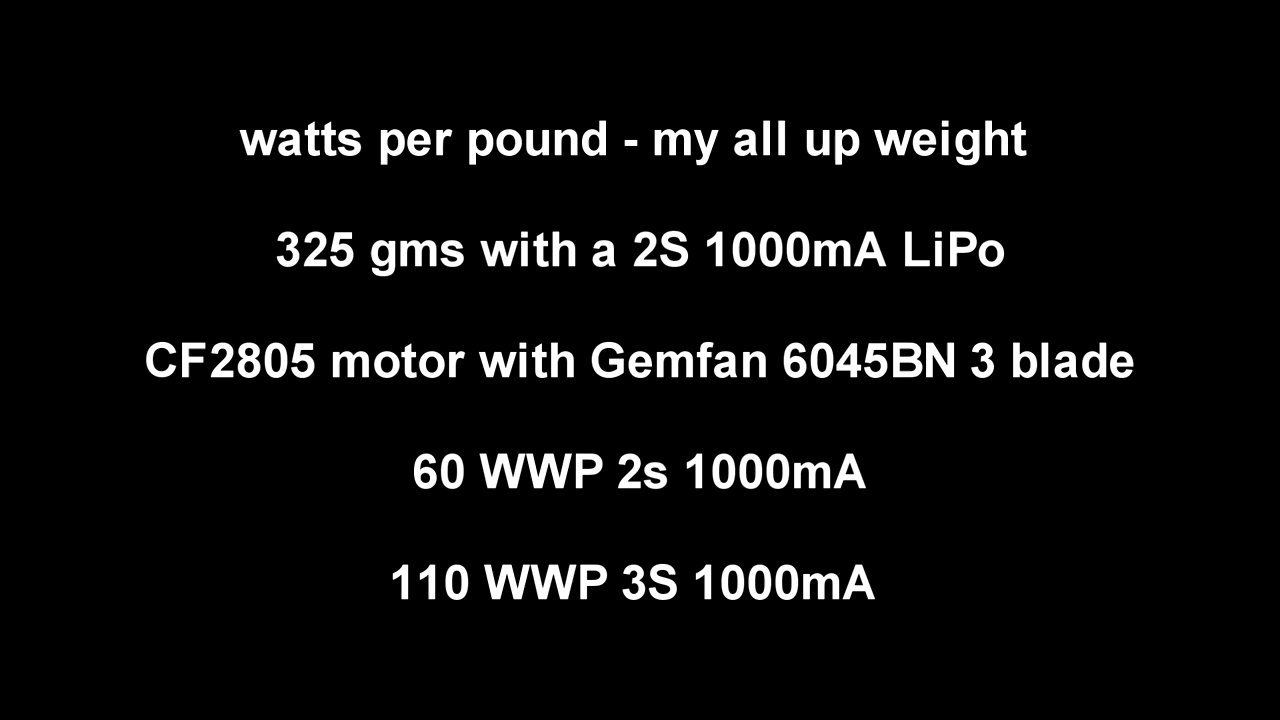 watts per pound - my all up weight
325 gms with a 2S 1000mA LiPo
CF2805 motor with Gemfan 6045BN 3 blade
60 WWP 2s 1000mA
110 WWP 3S 1000mA